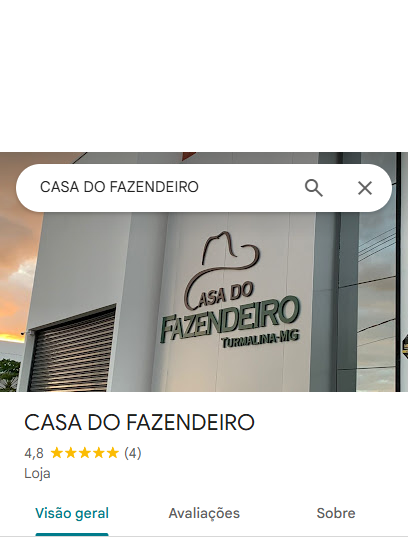 CASA DO FAZENDEIRO
CASA DO
FAZENDEIRO
TURMALINA-MG
CASA DO FAZENDEIRO
4,8 (4)
Loja
Visão geral Avaliações Sobre